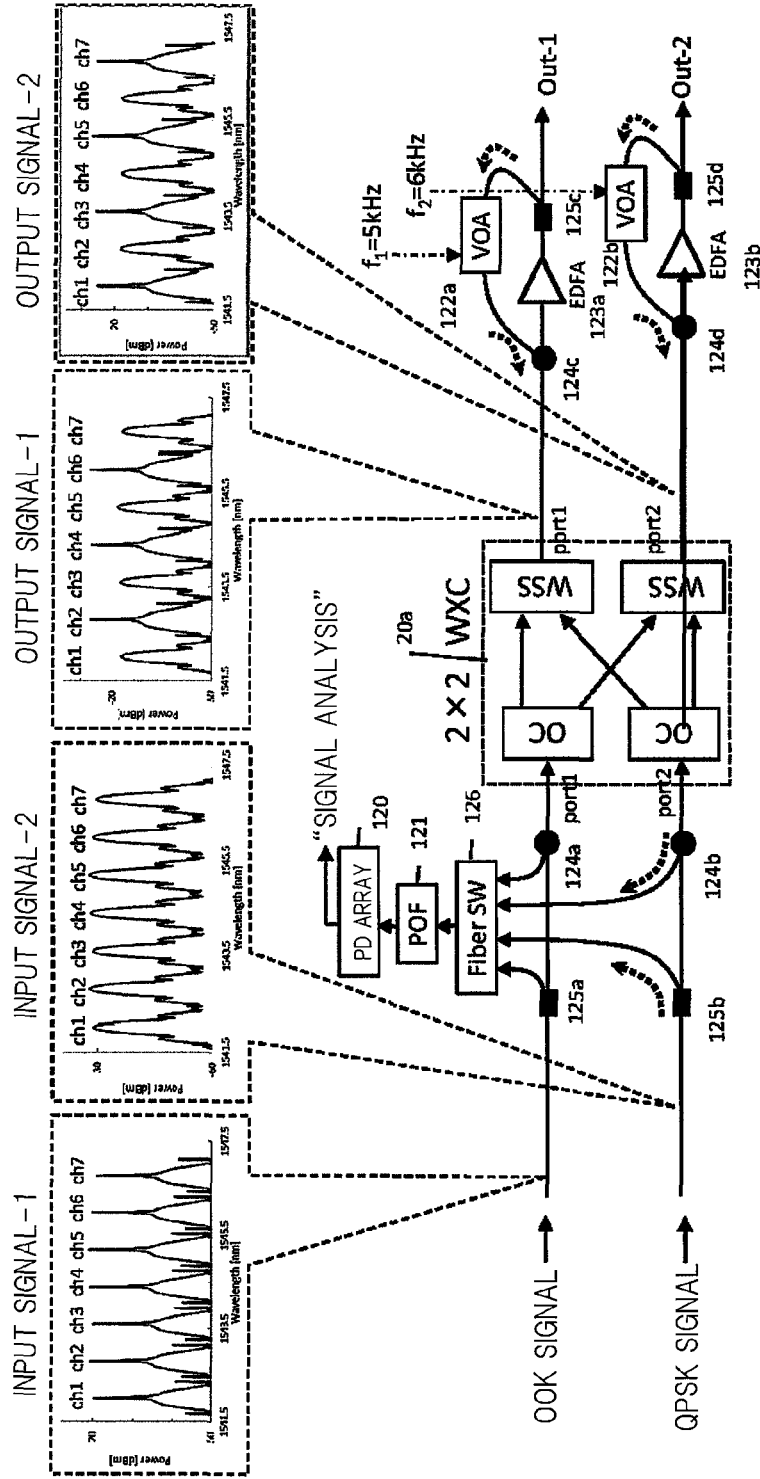 INPUT SIGNAL-1
ch1 ch2 ch3 ch4 ch5 ch6 ch7
Power [dBm]
1541.5 1543.5 1545.5 1547.5
Wavelength [nm]
INPUT SIGNAL-2
ch1 ch2 ch3 ch4 ch5 ch6 ch7
Power [dBm]
-60
1541.5 1543.5 1545.5 1547.5
Wavelength [nm]
OUTPUT SIGNAL-1
ch1 ch2 ch3 ch4 ch5 ch6 ch7
Power [dBm]
-20
1541.5 1543.5 1545.5 1547.5
Wavelength [nm]
OUTPUT SIGNAL-2
ch1 ch2 ch3 ch4 ch5 ch6 ch7
Power [dBm]
1541.5 1543.5 1545.5 1547.5
Wavelength [nm]
"SIGNAL ANALYSIS"
PD ARRAY
120
POF
121
Fiber SW
126
2×2 WXC
20a
OC
OC
WSS
WSS
port1
port2
port1
port2
OOK SIGNAL
QPSK SIGNAL
125a
124a
125b
124b
f₁=5kHz
VOA
122a
EDFA
123a
124c
125c
Out-1
f₂=6kHz
VOA
122b
EDFA
123b
124d
125d
Out-2